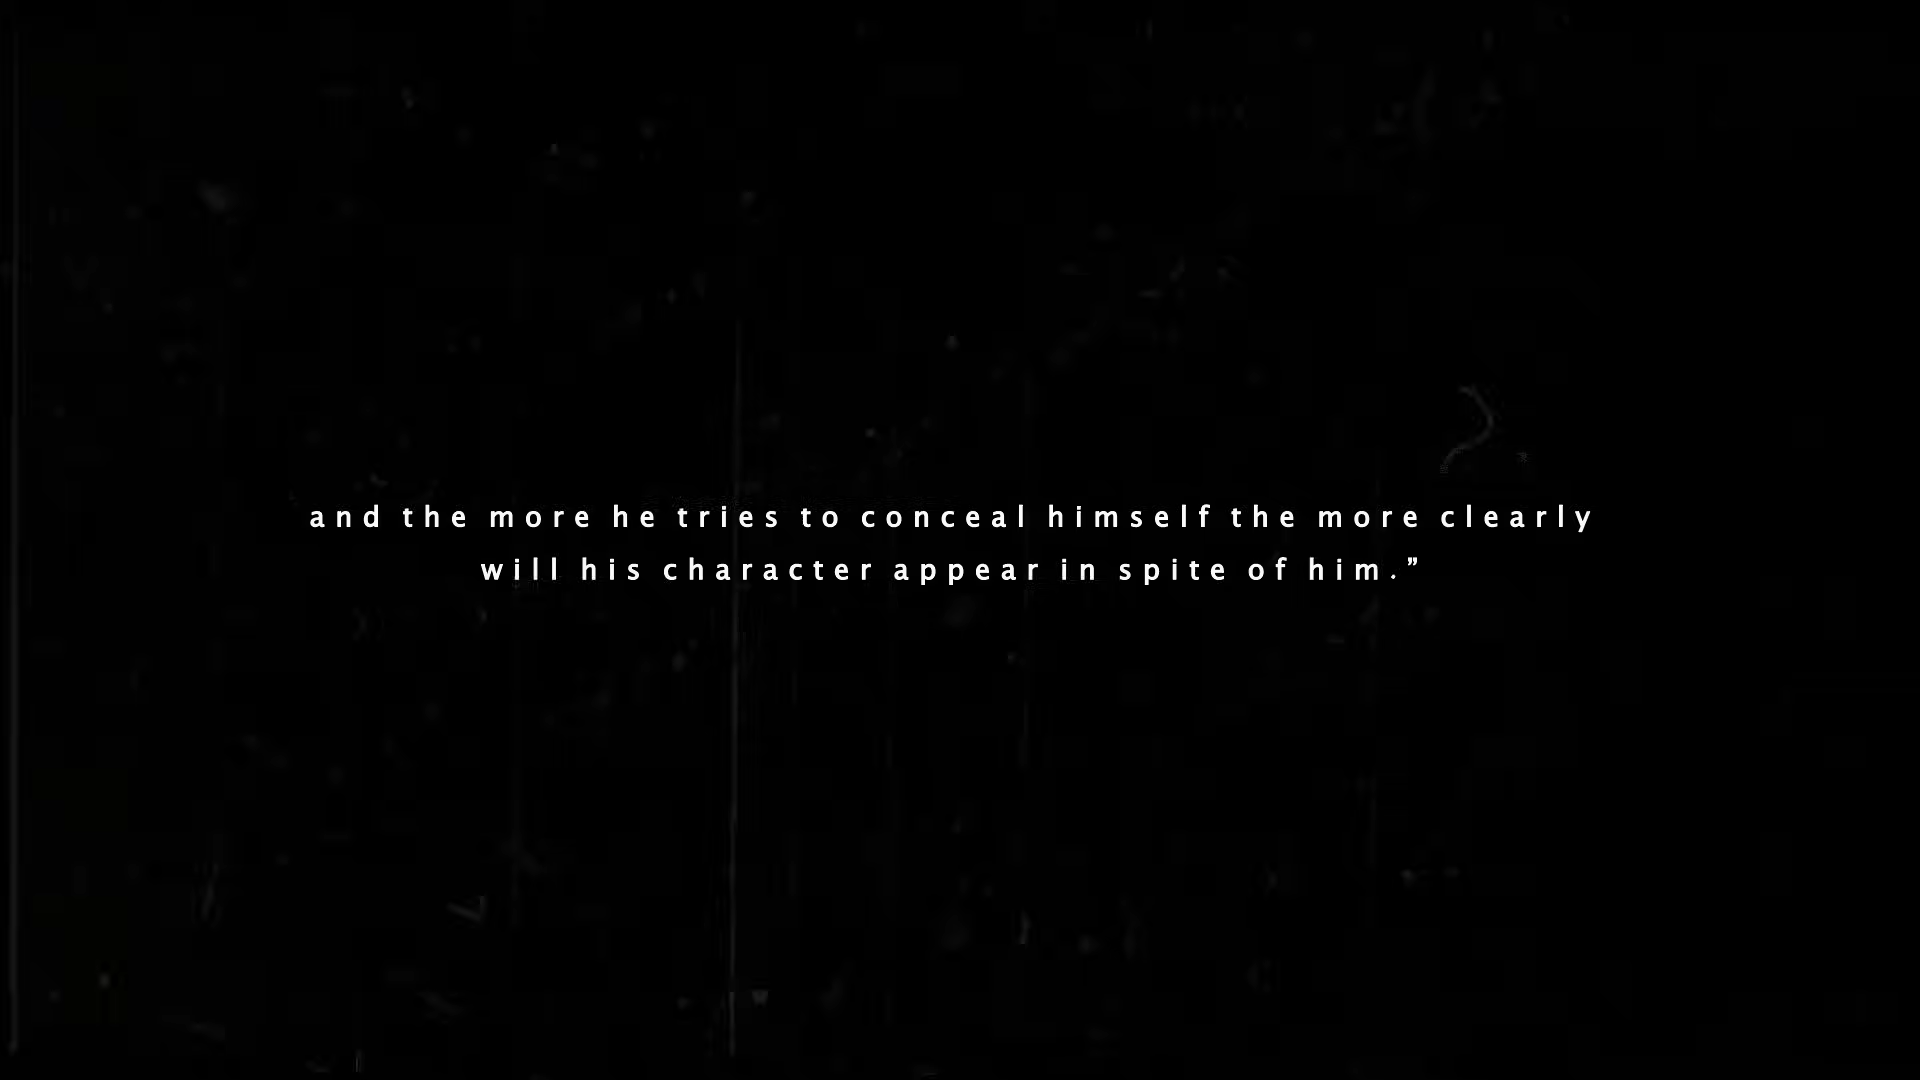 and the more he tries to conceal himself the more clearly
will his character appear in spite of him.”